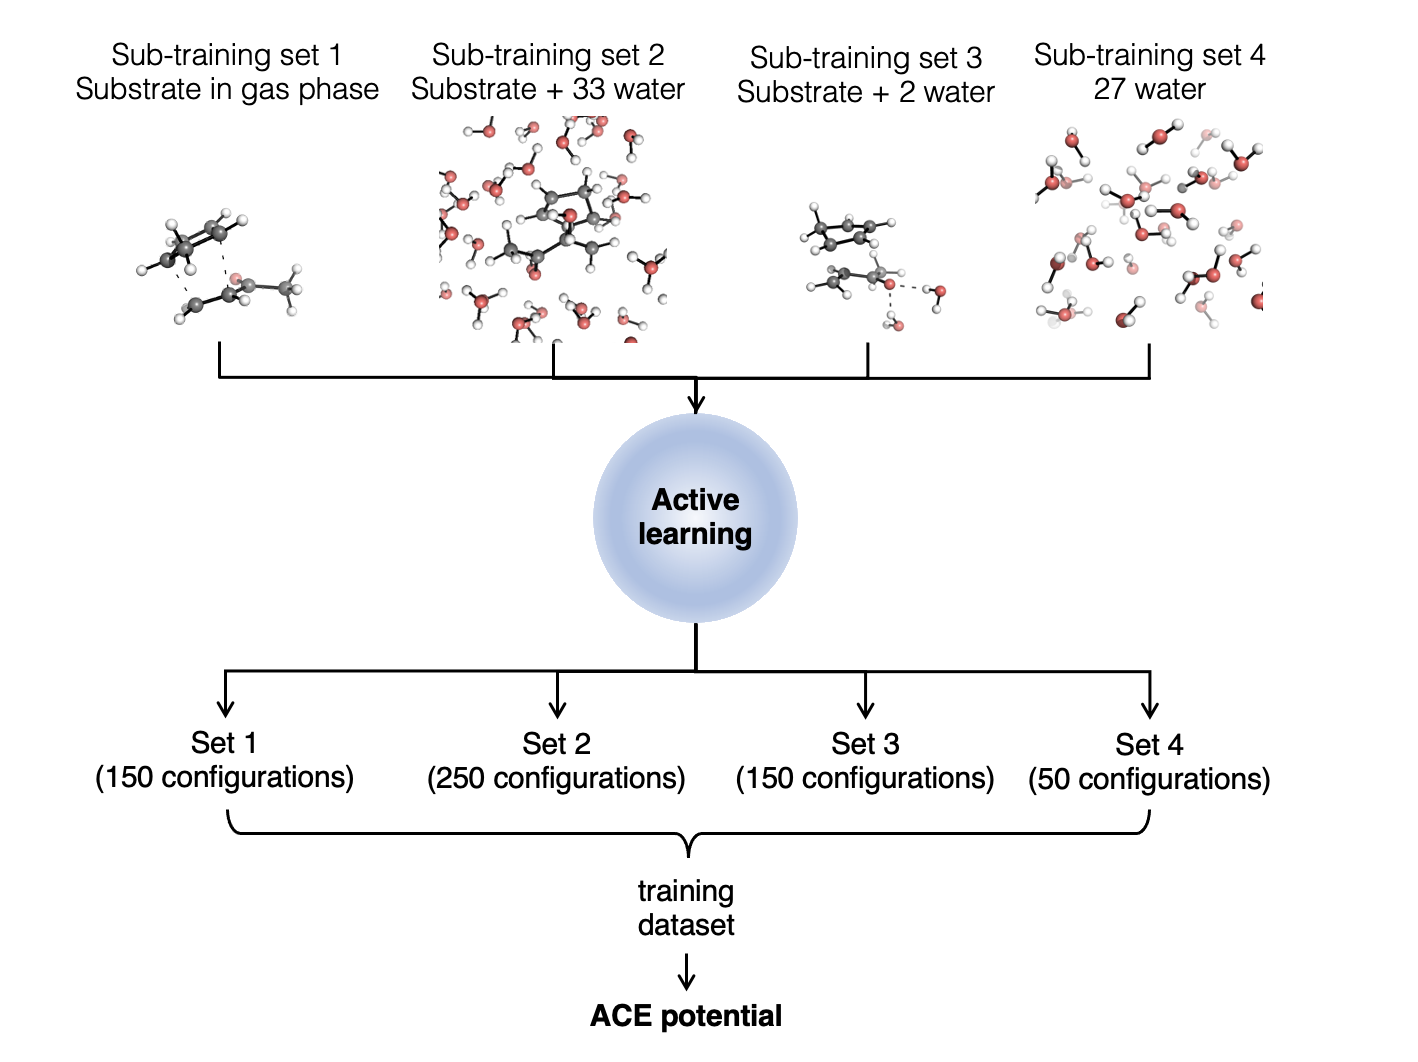 Sub-training set 1
Substrate in gas phase
Sub-training set 2
Substrate + 33 water
Sub-training set 3
Substrate + 2 water
Sub-training set 4
27 water
Active
learning
Set 1
(150 configurations)
Set 2
(250 configurations)
Set 3
(150 configurations)
Set 4
(50 configurations)
training
dataset
ACE potential